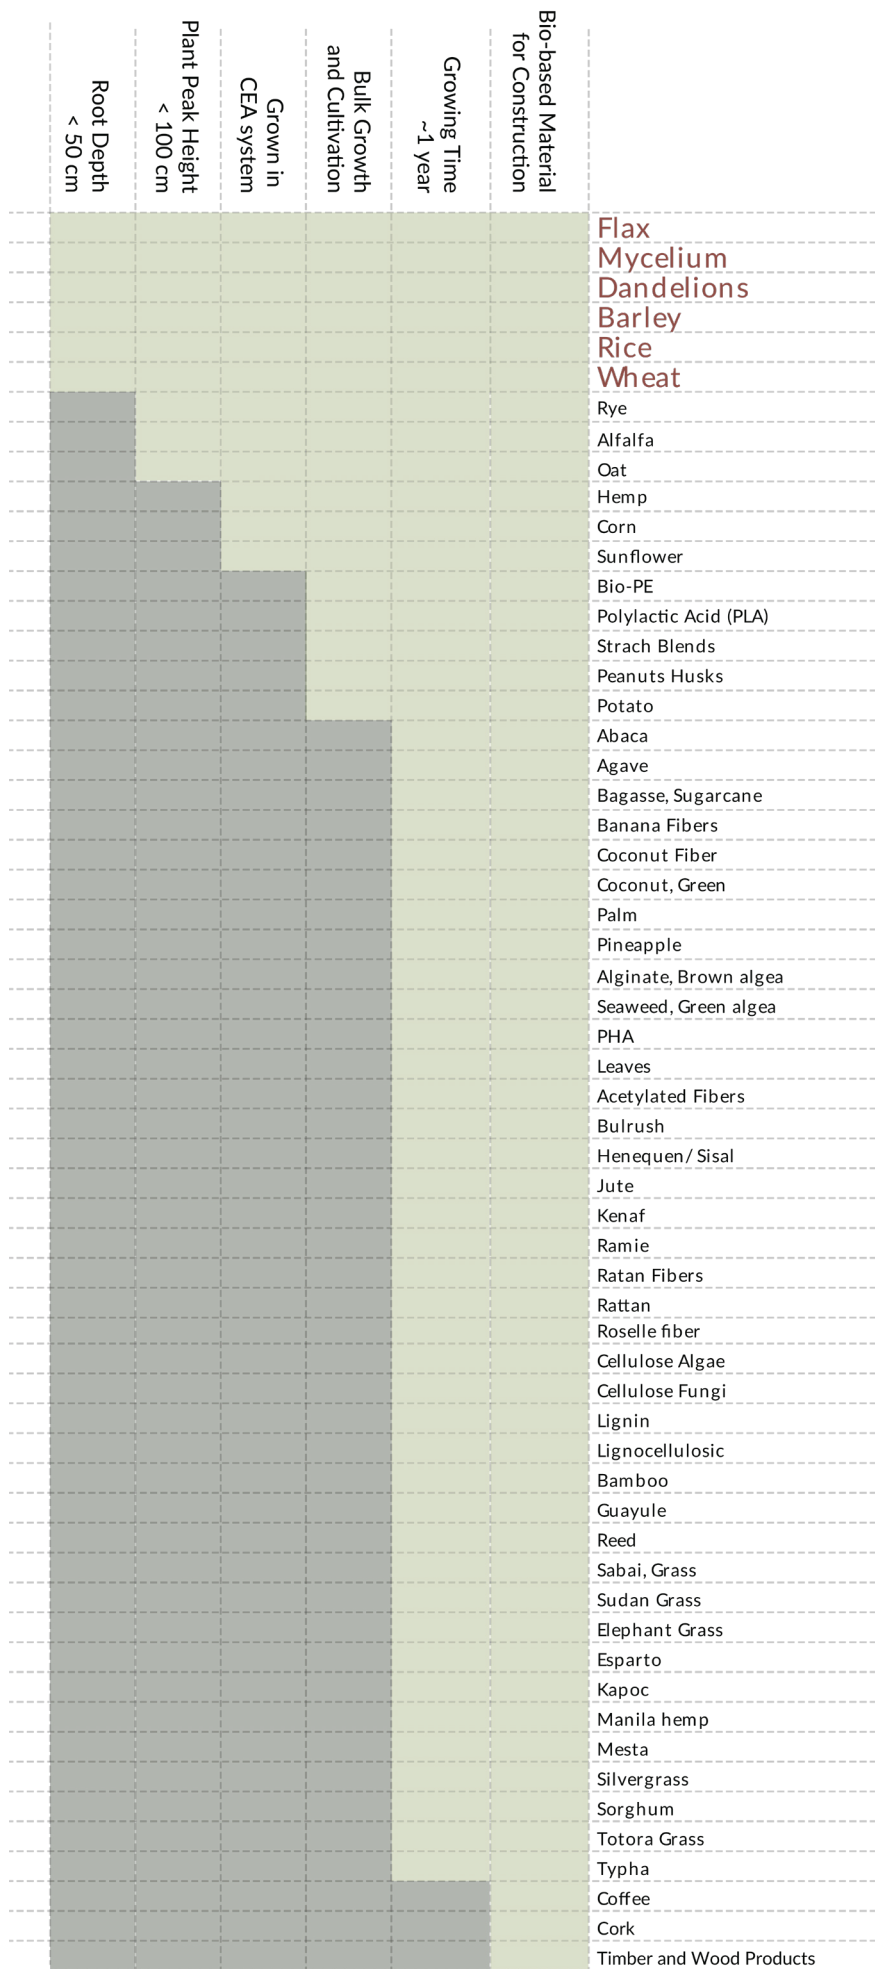 Root Depth
< 50 cm
Plant Peak Height
< 100 cm
Grown in
CEA system
Bulk Growth
and Cultivation
Growing Time
~1 year
Bio-based Material
for Construction
Flax
Mycelium
Dandelions
Barley
Rice
Wheat
Rye
Alfalfa
Oat
Hemp
Corn
Sunflower
Bio-PE
Polylactic Acid (PLA)
Strach Blends
Peanuts Husks
Potato
Abaca
Agave
Bagasse, Sugarcane
Banana Fibers
Coconut Fiber
Coconut, Green
Palm
Pineapple
Alginate, Brown algea
Seaweed, Green algea
PHA
Leaves
Acetylated Fibers
Bulrush
Henequen/ Sisal
Jute
Kenaf
Ramie
Ratan Fibers
Rattan
Roselle fiber
Cellulose Algae
Cellulose Fungi
Lignin
Lignocellulosic
Bamboo
Guayule
Reed
Sabai, Grass
Sudan Grass
Elephant Grass
Esparto
Kapoc
Manila hemp
Mesta
Silvergrass
Sorghum
Totora Grass
Typha
Coffee
Cork
Timber and Wood Products